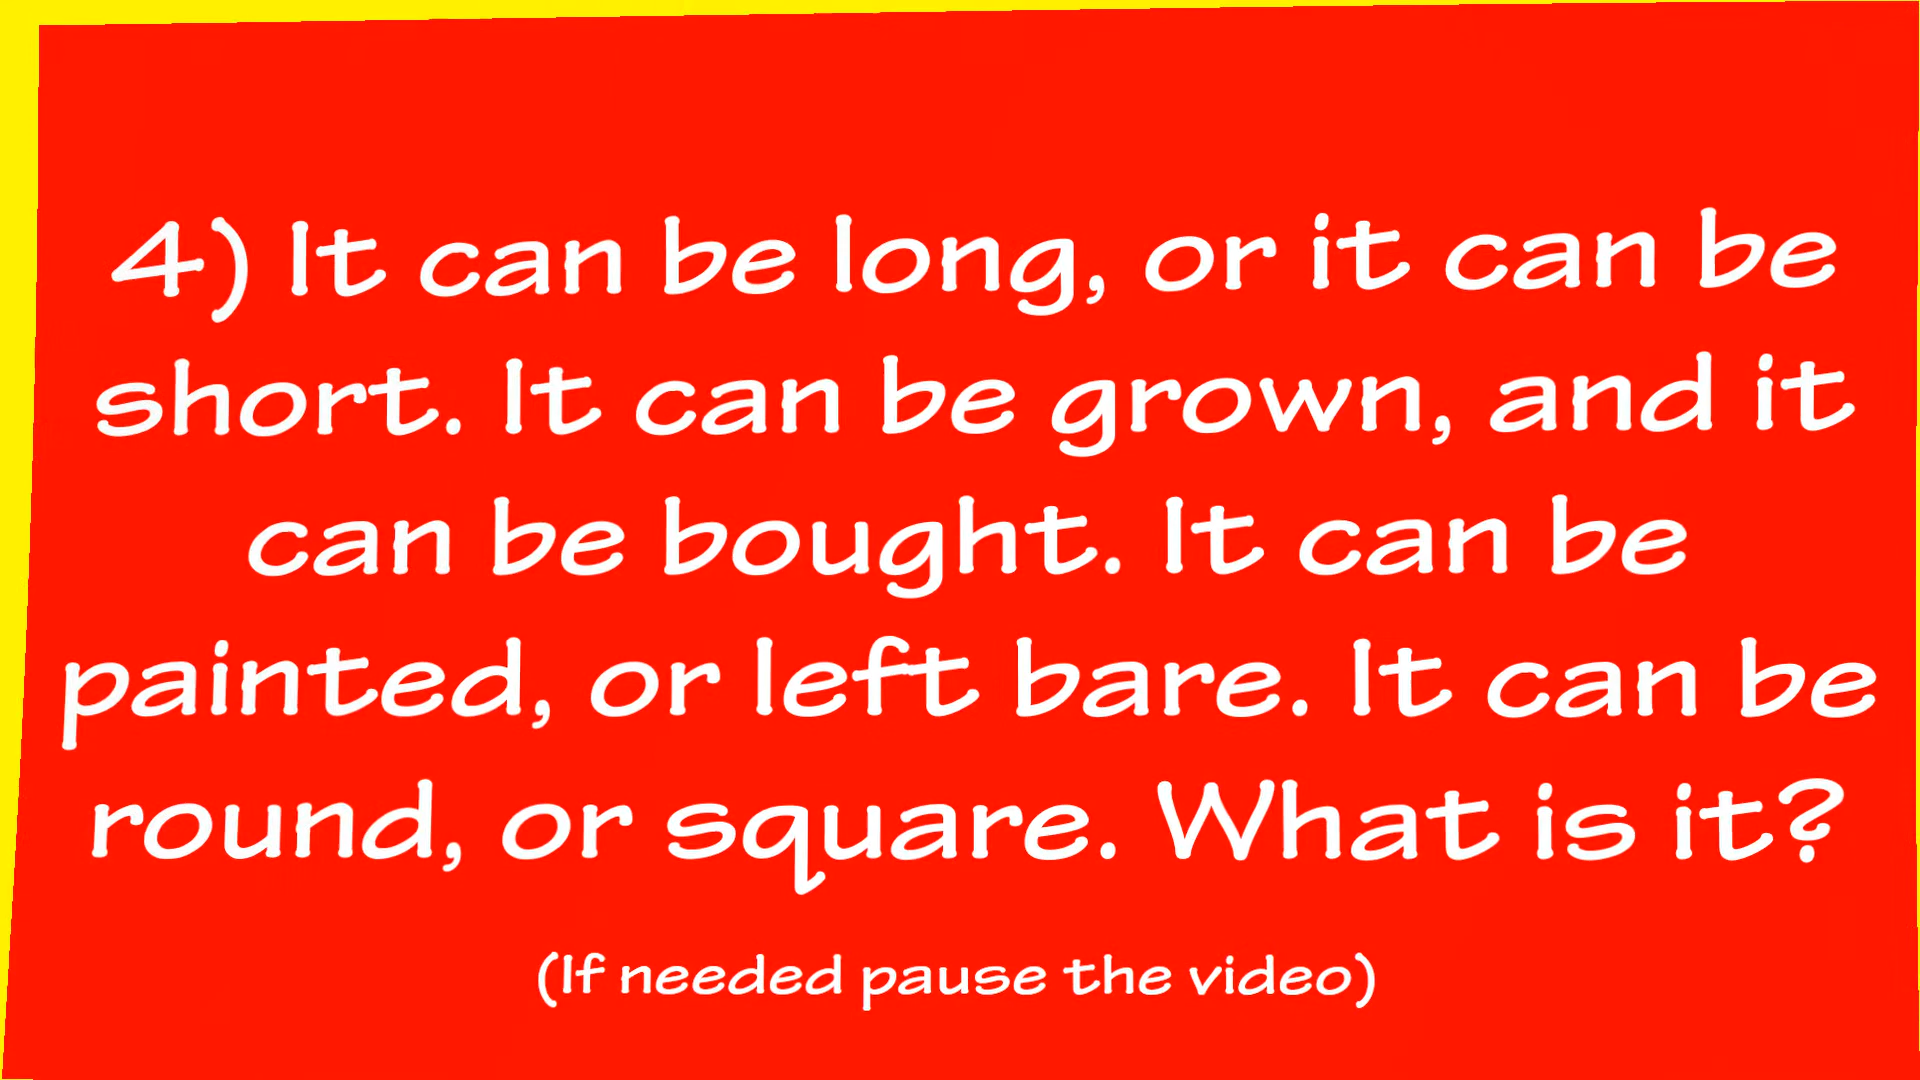 4) It can be long, or it can be
short. It can be grown, and it
can be bought. It can be
painted, or left bare. It can be
round, or square. What is it?
(If needed pause the video)